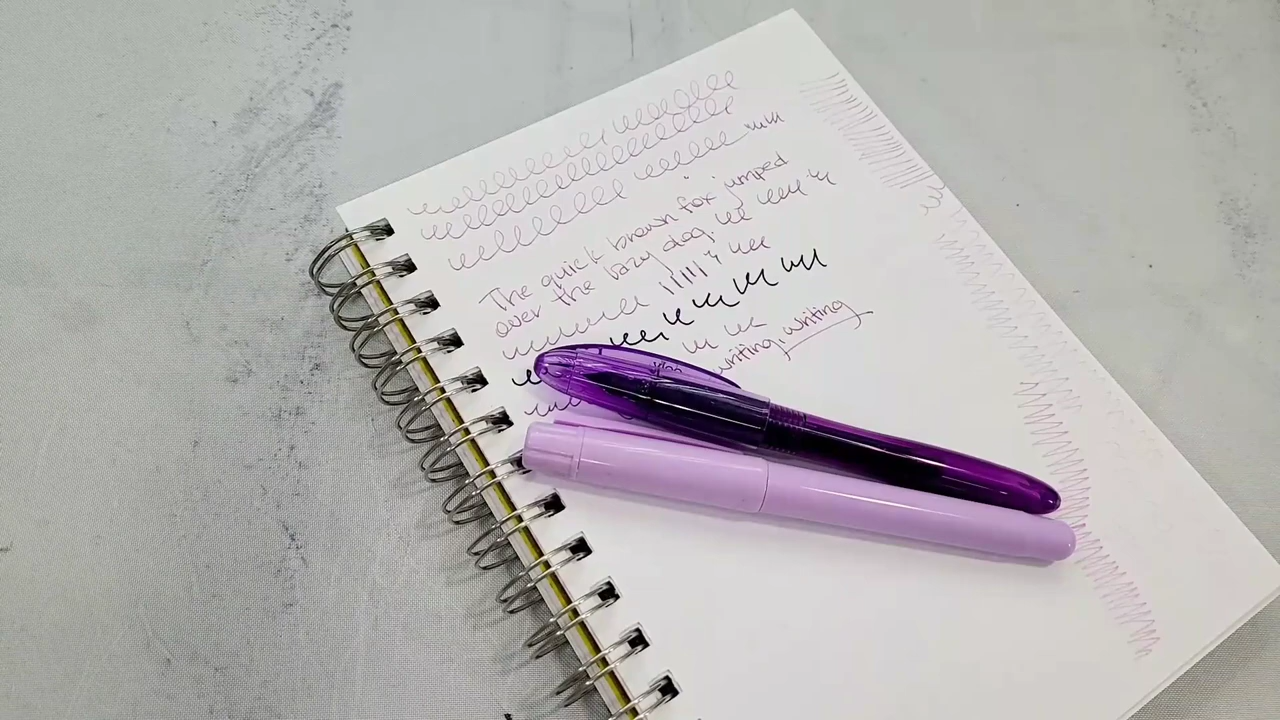 The quick brown fox jumped
over the lazy dog.
writing, writing